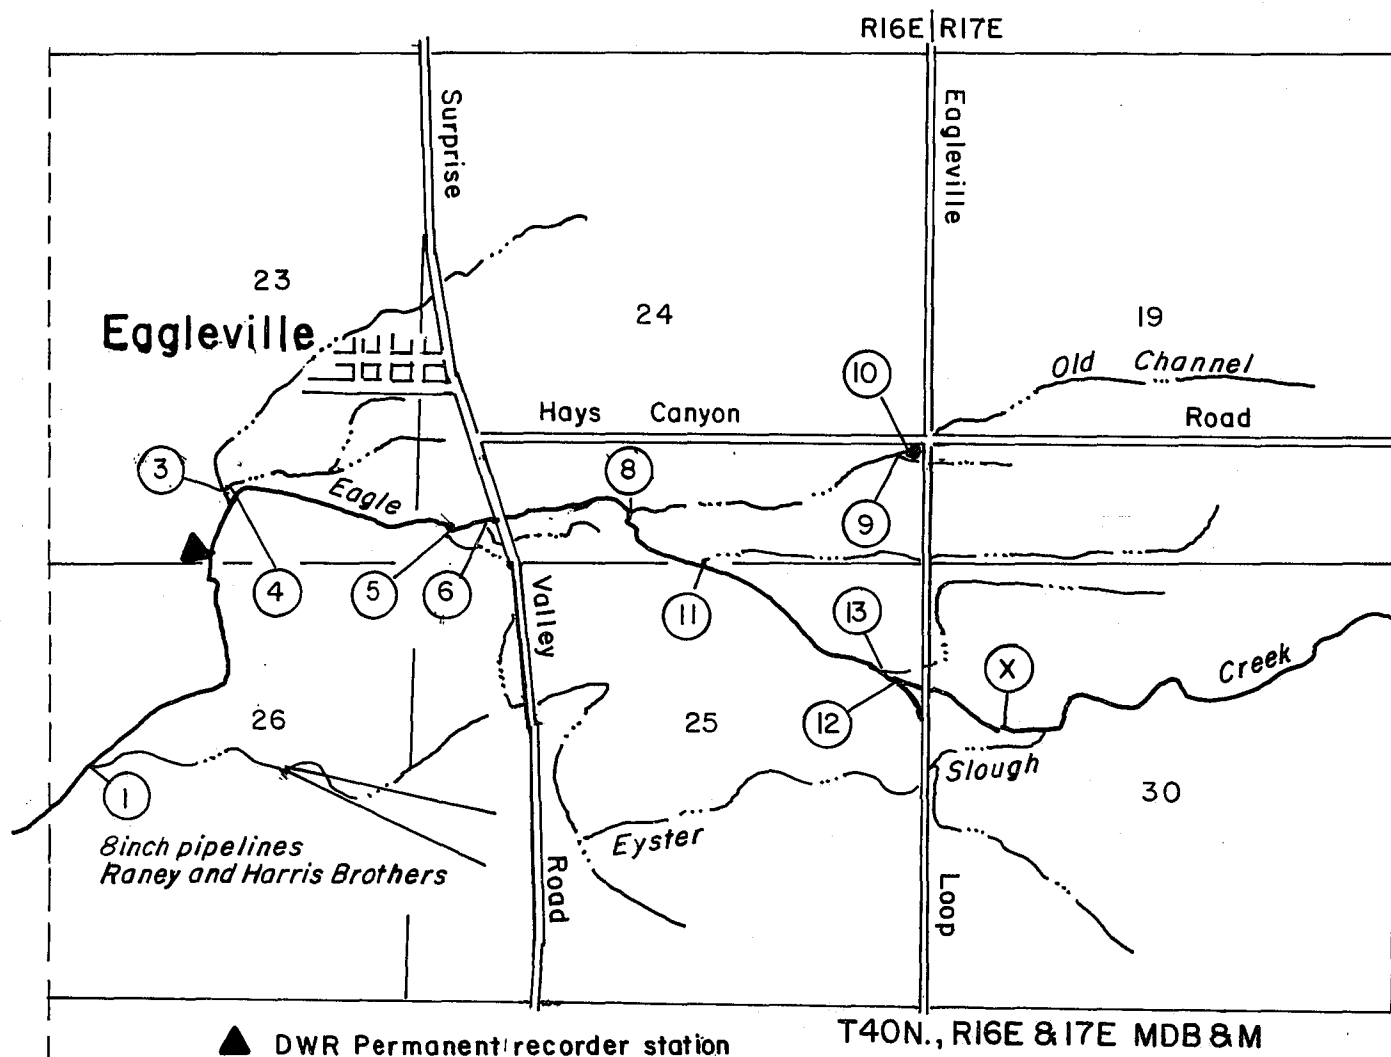 R16E R17E
Surprise
Eagleville
23
24
19
Eagleville
Old Channel
10
Hays Canyon Road
3
8
Eagle
9
4
5
6
11
13
Valley
X
Creek
26
25
12
Slough
1
30
8inch pipelines
Raney and Harris Brothers
Eyster
Road
Loop
▲ DWR Permanent recorder station
T40N., R16E & 17E MDB & M